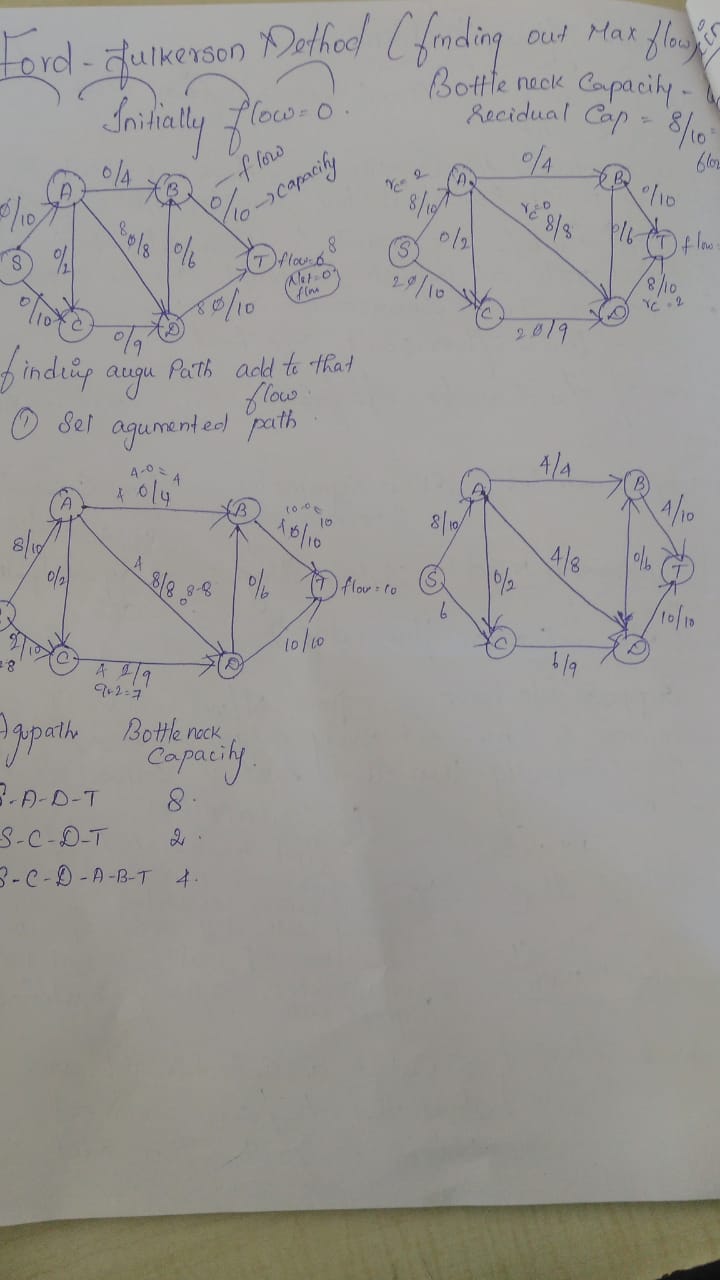 Ford - Fulkerson Method (finding out Max flow)
Bottle neck Capacity -
Initially flow = 0.
Recidual Cap = 8/10
flow
0/4
→ flow
0/10 → capacity
A
B
0/10
0/2
8 0/8
0/6
S
T
flow = 0 8
Net = 0
flow
0/10
C
0/9
D
8 0/10
0/4
rc = 2
A
B
8/10
rc = 0
8/8
0/10
S
0/2
0/6
T
flow =
2 0/10
C
2 0/9
D
8/10
rc = 2
finding augu Path add to that
flow.
① Set agumented path.
4-0 = 4
4 0/4
A
B
10-0 = 10
4 0/10
8/10
0/2
4
8/8
8-8
0/6
T
flow = 10
2/10
C
4 2/9
9-2 = 7
D
10/10
4/4
A
B
8/10
4/10
S
0/2
4/8
0/6
T
6
C
6/9
D
10/10
Agupath
Bottle neck
Capacity.
S-A-D-T 8.
S-C-D-T 2.
S-C-D-A-B-T 4.